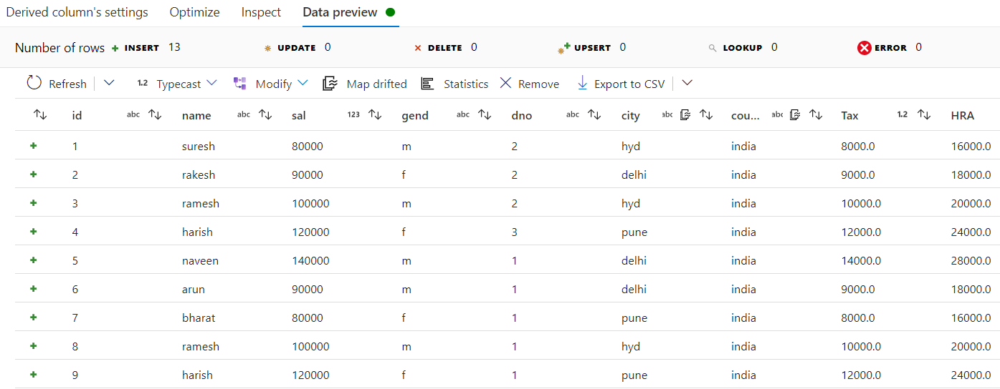 Derived column's settings Optimize Inspect Data preview
Number of rows INSERT 13 UPDATE 0 DELETE 0 UPSERT 0 LOOKUP 0 ERROR 0
Refresh 1.2 Typecast Modify Map drifted Statistics Remove Export to CSV
id abc name abc sal 123 gend abc dno abc city abc cou... abc Tax 1.2 HRA
1 suresh 80000 m 2 hyd india 8000.0 16000.0
2 rakesh 90000 f 2 delhi india 9000.0 18000.0
3 ramesh 100000 m 2 hyd india 10000.0 20000.0
4 harish 120000 f 3 pune india 12000.0 24000.0
5 naveen 140000 m 1 delhi india 14000.0 28000.0
6 arun 90000 m 1 delhi india 9000.0 18000.0
7 bharat 80000 f 1 pune india 8000.0 16000.0
8 ramesh 100000 m 1 hyd india 10000.0 20000.0
9 harish 120000 f 1 pune india 12000.0 24000.0